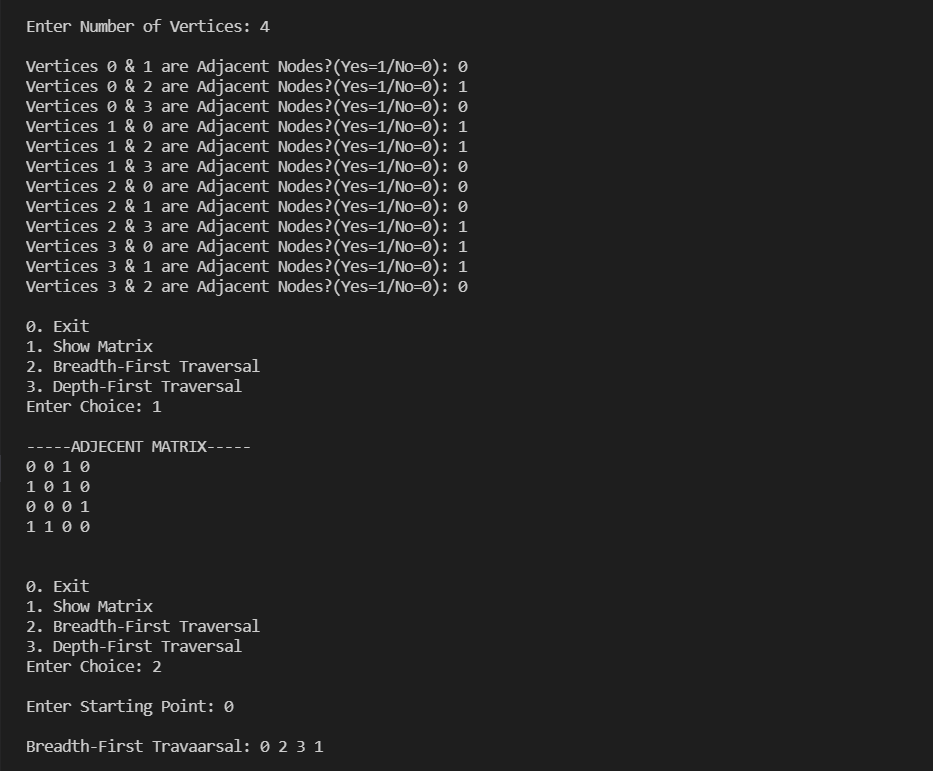 Enter Number of Vertices: 4
Vertices 0 & 1 are Adjacent Nodes?(Yes=1/No=0): 0
Vertices 0 & 2 are Adjacent Nodes?(Yes=1/No=0): 1
Vertices 0 & 3 are Adjacent Nodes?(Yes=1/No=0): 0
Vertices 1 & 0 are Adjacent Nodes?(Yes=1/No=0): 1
Vertices 1 & 2 are Adjacent Nodes?(Yes=1/No=0): 1
Vertices 1 & 3 are Adjacent Nodes?(Yes=1/No=0): 0
Vertices 2 & 0 are Adjacent Nodes?(Yes=1/No=0): 0
Vertices 2 & 1 are Adjacent Nodes?(Yes=1/No=0): 0
Vertices 2 & 3 are Adjacent Nodes?(Yes=1/No=0): 1
Vertices 3 & 0 are Adjacent Nodes?(Yes=1/No=0): 1
Vertices 3 & 1 are Adjacent Nodes?(Yes=1/No=0): 1
Vertices 3 & 2 are Adjacent Nodes?(Yes=1/No=0): 0
0. Exit
1. Show Matrix
2. Breadth-First Traversal
3. Depth-First Traversal
Enter Choice: 1
-----ADJECENT MATRIX-----
0 0 1 0
1 0 1 0
0 0 0 1
1 1 0 0
0. Exit
1. Show Matrix
2. Breadth-First Traversal
3. Depth-First Traversal
Enter Choice: 2
Enter Starting Point: 0
Breadth-First Travaarsal: 0 2 3 1